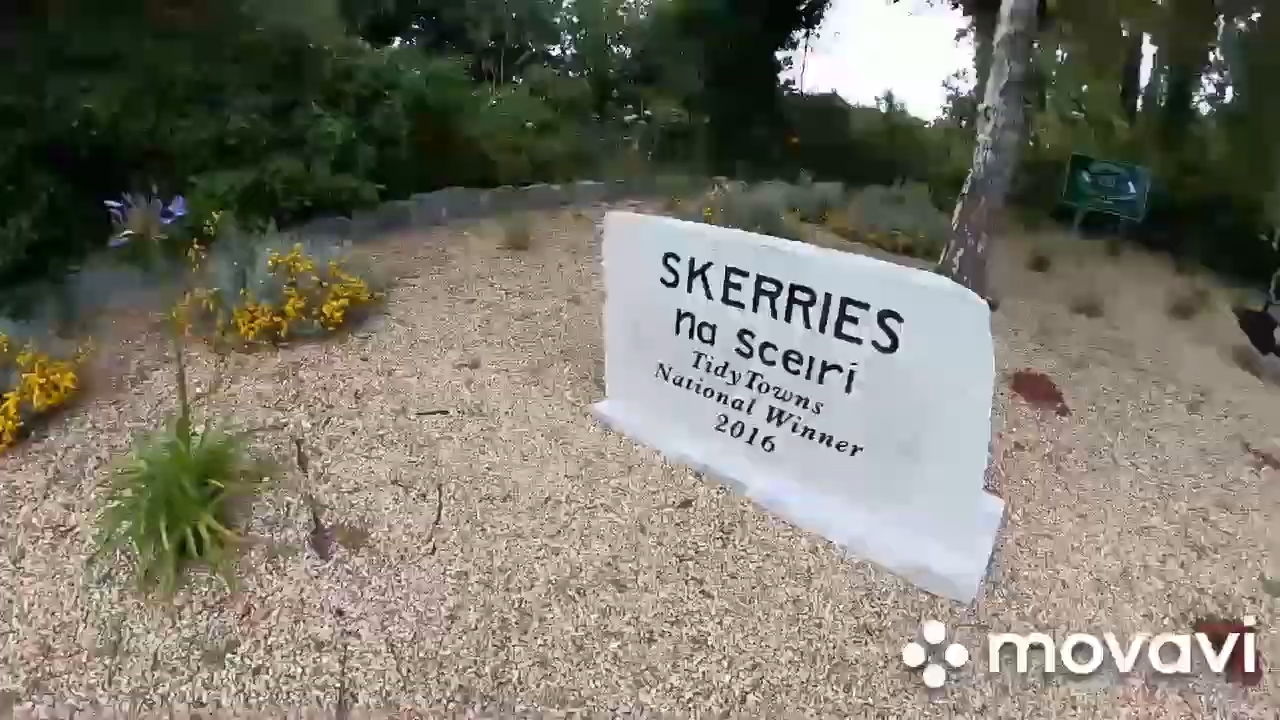 SKERRIES
na Sceirí
TidyTowns
National Winner
2016
movavi